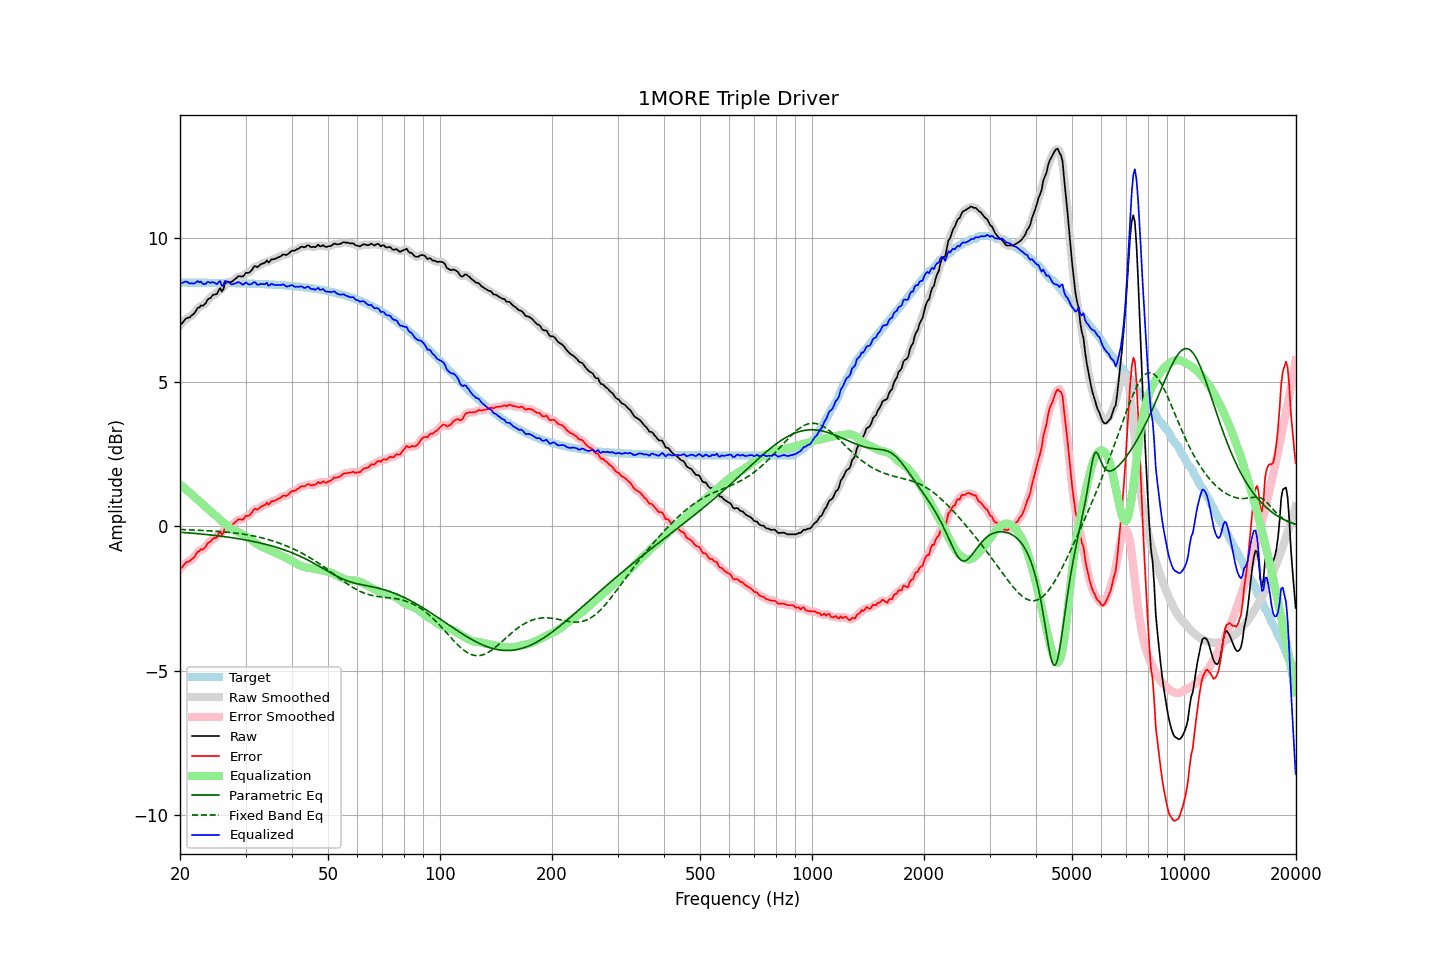 1MORE Triple Driver
Amplitude (dBr)
10
5
0
−5
−10
Target
Raw Smoothed
Error Smoothed
Raw
Error
Equalization
Parametric Eq
Fixed Band Eq
Equalized
20 50 100 200 500 1000 2000 5000 10000 20000
Frequency (Hz)